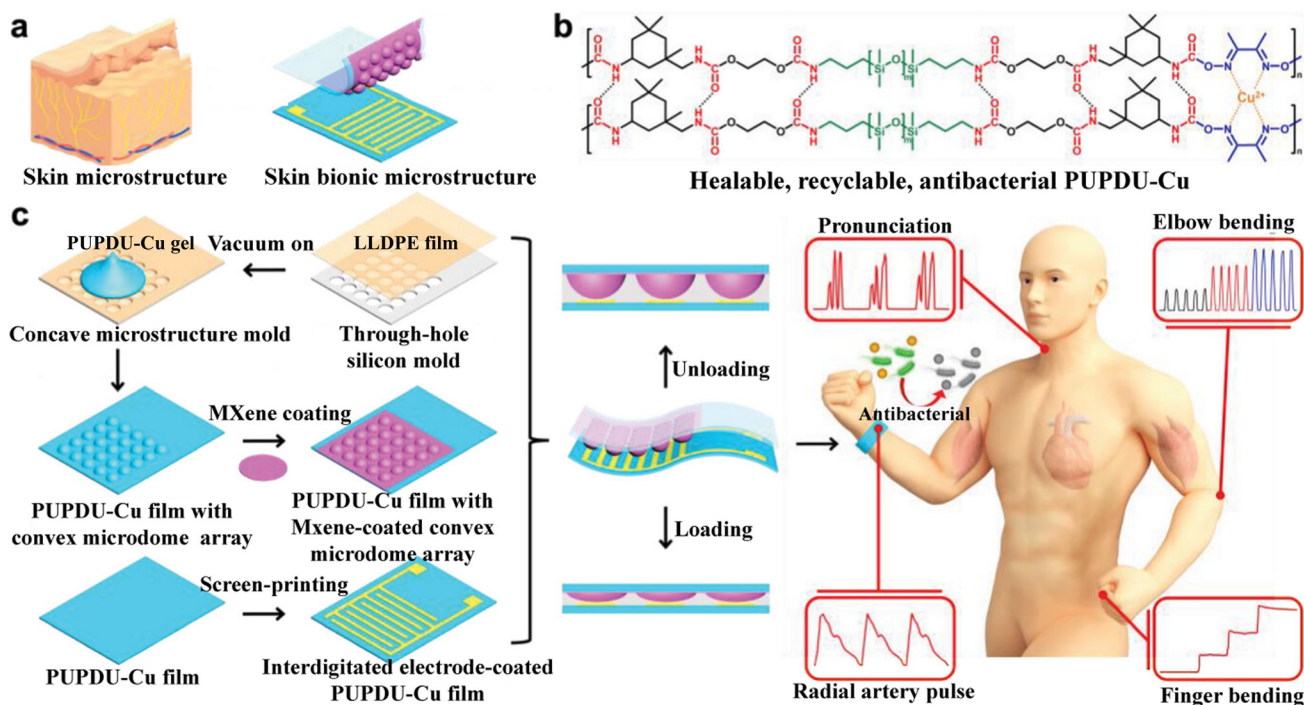 a
Skin microstructure
Skin bionic microstructure
b
O
H
N
O
O
H
N
Si
O
Si
m
H
N
O
O
H
N
O
N
N
O
n
Cu²⁺
Healable, recyclable, antibacterial PUPDU-Cu
c
PUPDU-Cu gel
Vacuum on
LLDPE film
Concave microstructure mold
Through-hole
silicon mold
MXene coating
PUPDU-Cu film with
convex microdome array
PUPDU-Cu film with
Mxene-coated convex
microdome array
Screen-printing
PUPDU-Cu film
Interdigitated electrode-coated
PUPDU-Cu film
Unloading
Loading
Pronunciation
Elbow bending
Antibacterial
Radial artery pulse
Finger bending